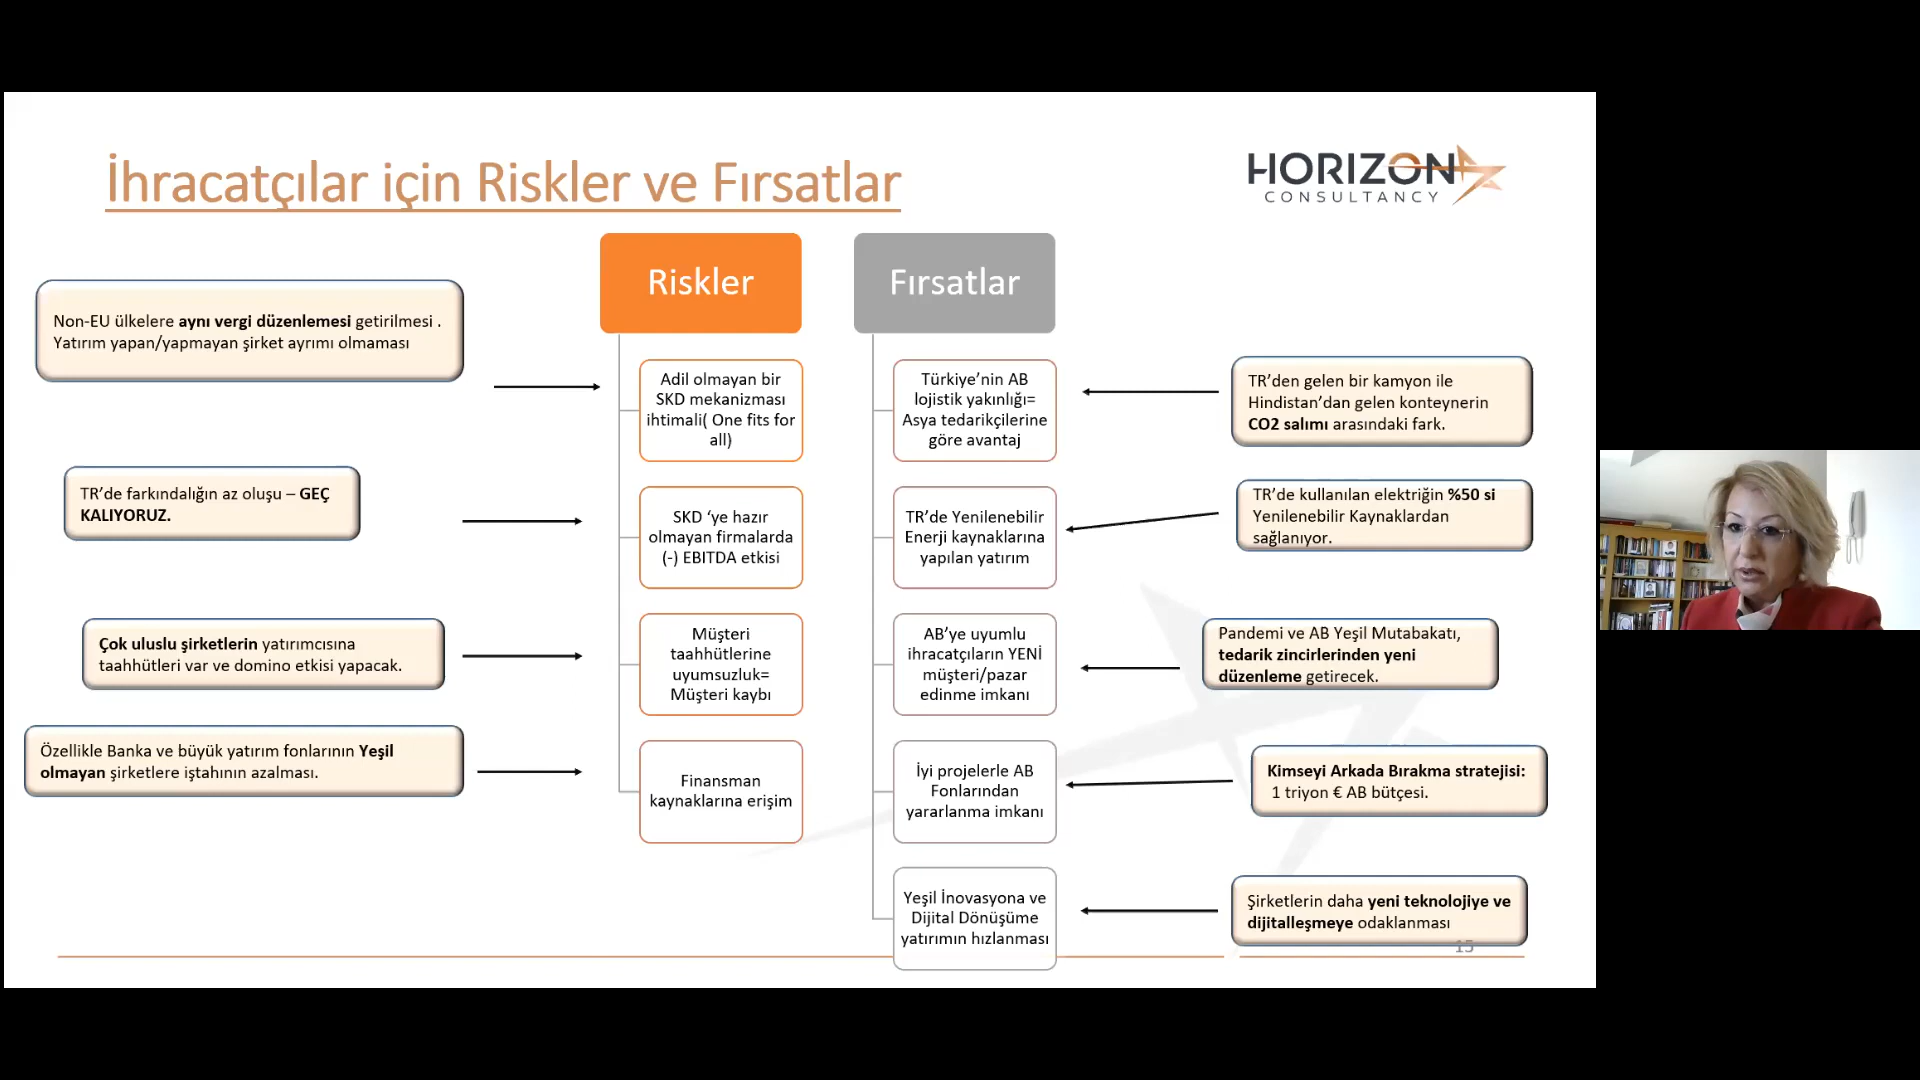 İhracatçılar için Riskler ve Fırsatlar
HORIZON
CONSULTANCY
Riskler
Fırsatlar
Non-EU ülkelere aynı vergi düzenlemesi getirilmesi .
Yatırım yapan/yapmayan şirket ayrımı olmaması
Adil olmayan bir
SKD mekanizması
ihtimali( One fits for
all)
Türkiye’nin AB
lojistik yakınlığı=
Asya tedarikçilerine
göre avantaj
TR’den gelen bir kamyon ile
Hindistan’dan gelen konteynerin
CO2 salımı arasındaki fark.
TR’de farkındalığın az oluşu – GEÇ
KALIYORUZ.
SKD ‘ye hazır
olmayan firmalarda
(-) EBITDA etkisi
TR’de Yenilenebilir
Enerji kaynaklarına
yapılan yatırım
TR’de kullanılan elektriğin %50 si
Yenilenebilir Kaynaklardan
sağlanıyor.
Çok uluslu şirketlerin yatırımcısına
taahhütleri var ve domino etkisi yapacak.
Müşteri
taahhütlerine
uyumsuzluk=
Müşteri kaybı
AB’ye uyumlu
ihracatçıların YENİ
müşteri/pazar
edinme imkanı
Pandemi ve AB Yeşil Mutabakatı,
tedarik zincirlerinden yeni
düzenleme getirecek.
Özellikle Banka ve büyük yatırım fonlarının Yeşil
olmayan şirketlere iştahının azalması.
Finansman
kaynaklarına erişim
İyi projelerle AB
Fonlarından
yararlanma imkanı
Kimseyi Arkada Bırakma stratejisi:
1 triyon € AB bütçesi.
Yeşil İnovasyona ve
Dijital Dönüşüme
yatırımın hızlanması
Şirketlerin daha yeni teknolojiye ve
dijitalleşmeye odaklanması
15